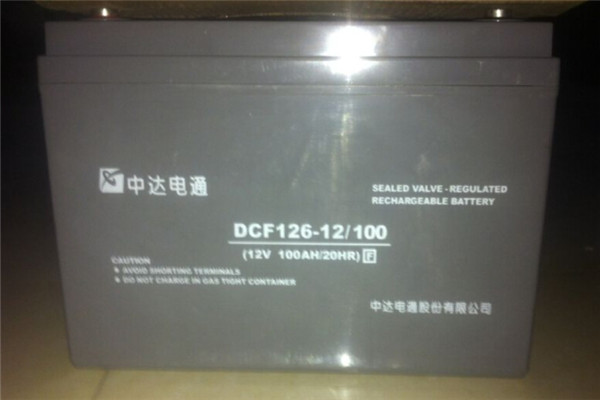 中达电通
SEALED VALVE-REGULATED
RECHARGEABLE BATTERY
DCF126-12/100
(12V 100AH/20HR) F
CAUTION
AVOID SHORTING TERMINALS
DO NOT CHARGE IN GAS TIGHT CONTAINER
中达电通股份有限公司